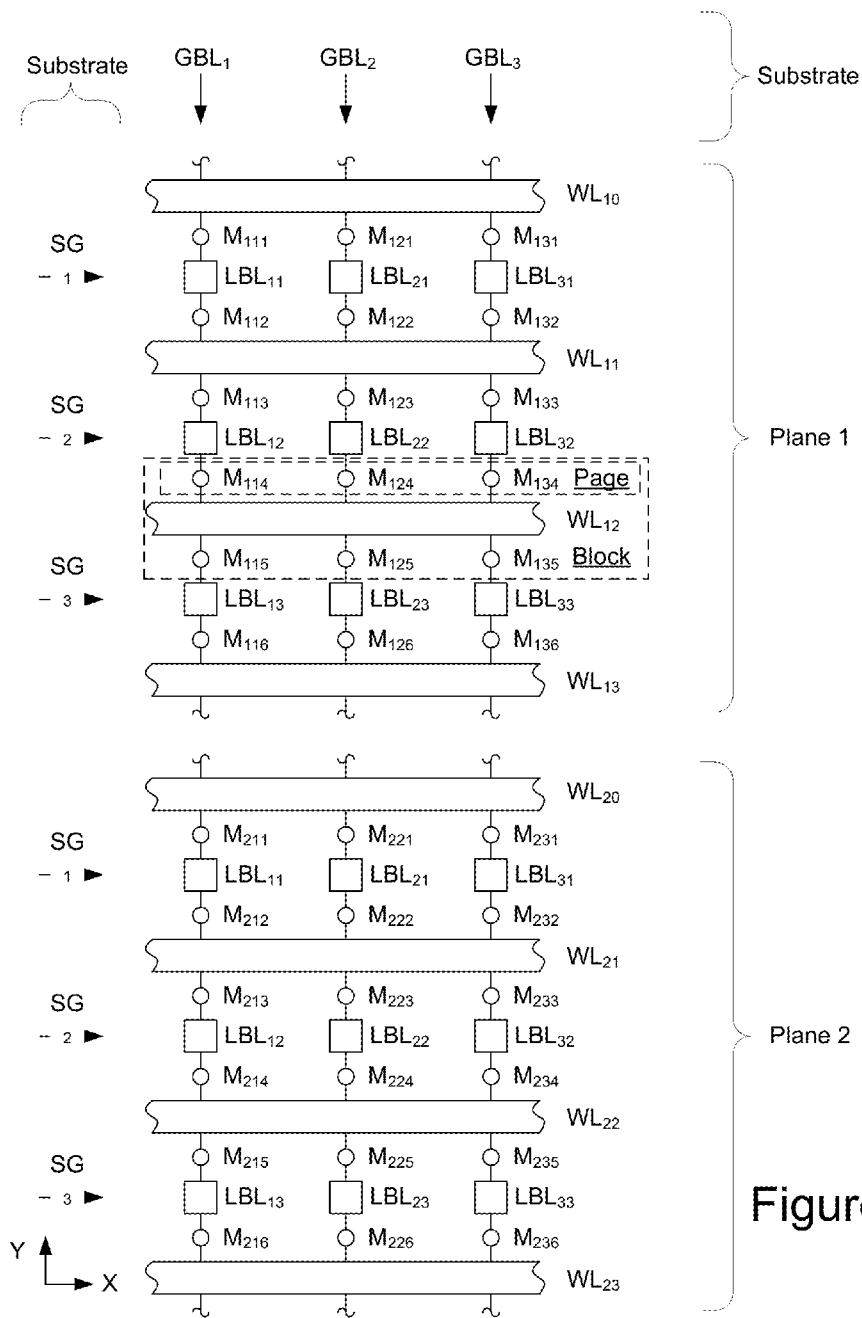 Substrate GBL₁ GBL₂ GBL₃ Substrate
WL₁₀
SG M₁₁₁ M₁₂₁ M₁₃₁
1 LBL₁₁ LBL₂₁ LBL₃₁
M₁₁₂ M₁₂₂ M₁₃₂
WL₁₁
SG M₁₁₃ M₁₂₃ M₁₃₃
2 LBL₁₂ LBL₂₂ LBL₃₂ Plane 1
M₁₁₄ M₁₂₄ M₁₃₄ Page
WL₁₂
SG M₁₁₅ M₁₂₅ M₁₃₅ Block
3 LBL₁₃ LBL₂₃ LBL₃₃
M₁₁₆ M₁₂₆ M₁₃₆
WL₁₃
WL₂₀
SG M₂₁₁ M₂₂₁ M₂₃₁
1 LBL₁₁ LBL₂₁ LBL₃₁
M₂₁₂ M₂₂₂ M₂₃₂
WL₂₁
SG M₂₁₃ M₂₂₃ M₂₃₃
2 LBL₁₂ LBL₂₂ LBL₃₂ Plane 2
M₂₁₄ M₂₂₄ M₂₃₄
WL₂₂
SG M₂₁₅ M₂₂₅ M₂₃₅
3 LBL₁₃ LBL₂₃ LBL₃₃ Figure
Y M₂₁₆ M₂₂₆ M₂₃₆
X WL₂₃